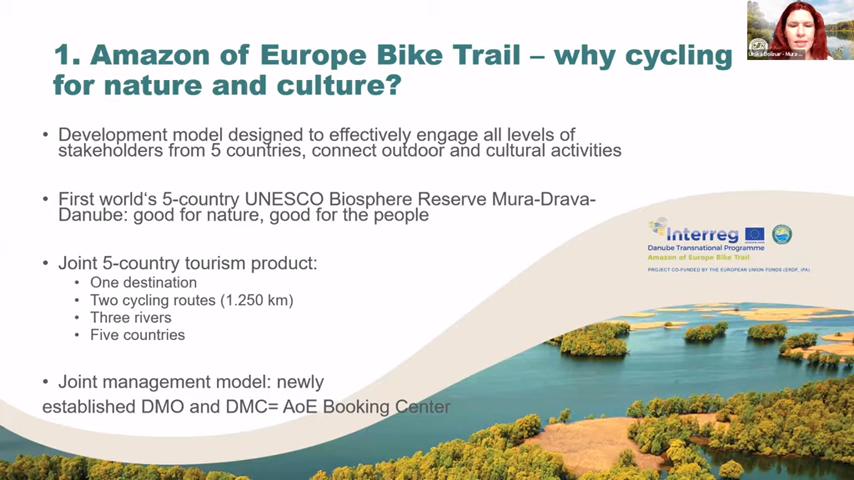 1. Amazon of Europe Bike Trail – why cycling
for nature and culture?
• Development model designed to effectively engage all levels of
stakeholders from 5 countries, connect outdoor and cultural activities
• First world's 5-country UNESCO Biosphere Reserve Mura-Drava-
Danube: good for nature, good for the people
• Joint 5-country tourism product:
• One destination
• Two cycling routes (1.250 km)
• Three rivers
• Five countries
• Joint management model: newly
established DMO and DMC= AoE Booking Center
Interreg
Danube Transnational Programme
Amazon of Europe Bike Trail
PROJECT CO-FUNDED BY THE EUROPEAN UNION FUNDS (ERDF, IPA)